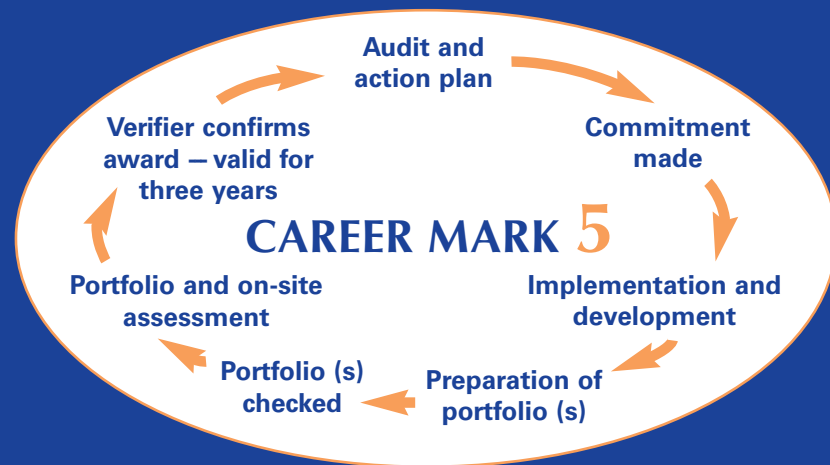 Audit and
action plan
Commitment
made
Implementation and
development
Preparation of
portfolio (s)
Portfolio (s)
checked
Portfolio and on-site
assessment
Verifier confirms
award – valid for
three years
CAREER MARK 5